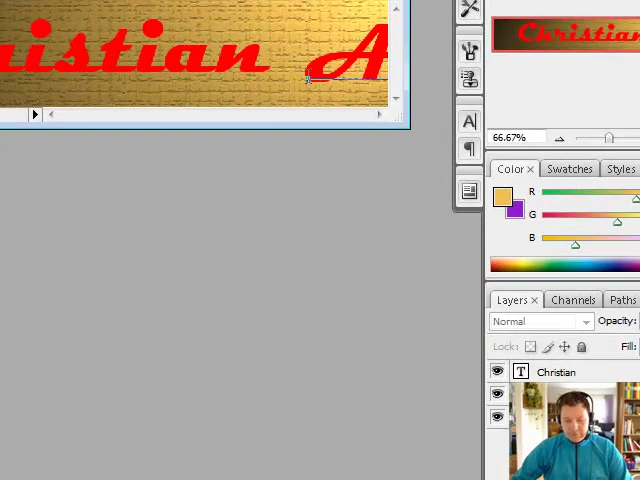 ristian A
Christian
66.67%
Color × Swatches Styles
R
G
B
Layers × Channels Paths
Normal Opacity:
Lock: Fill:
T Christian
A